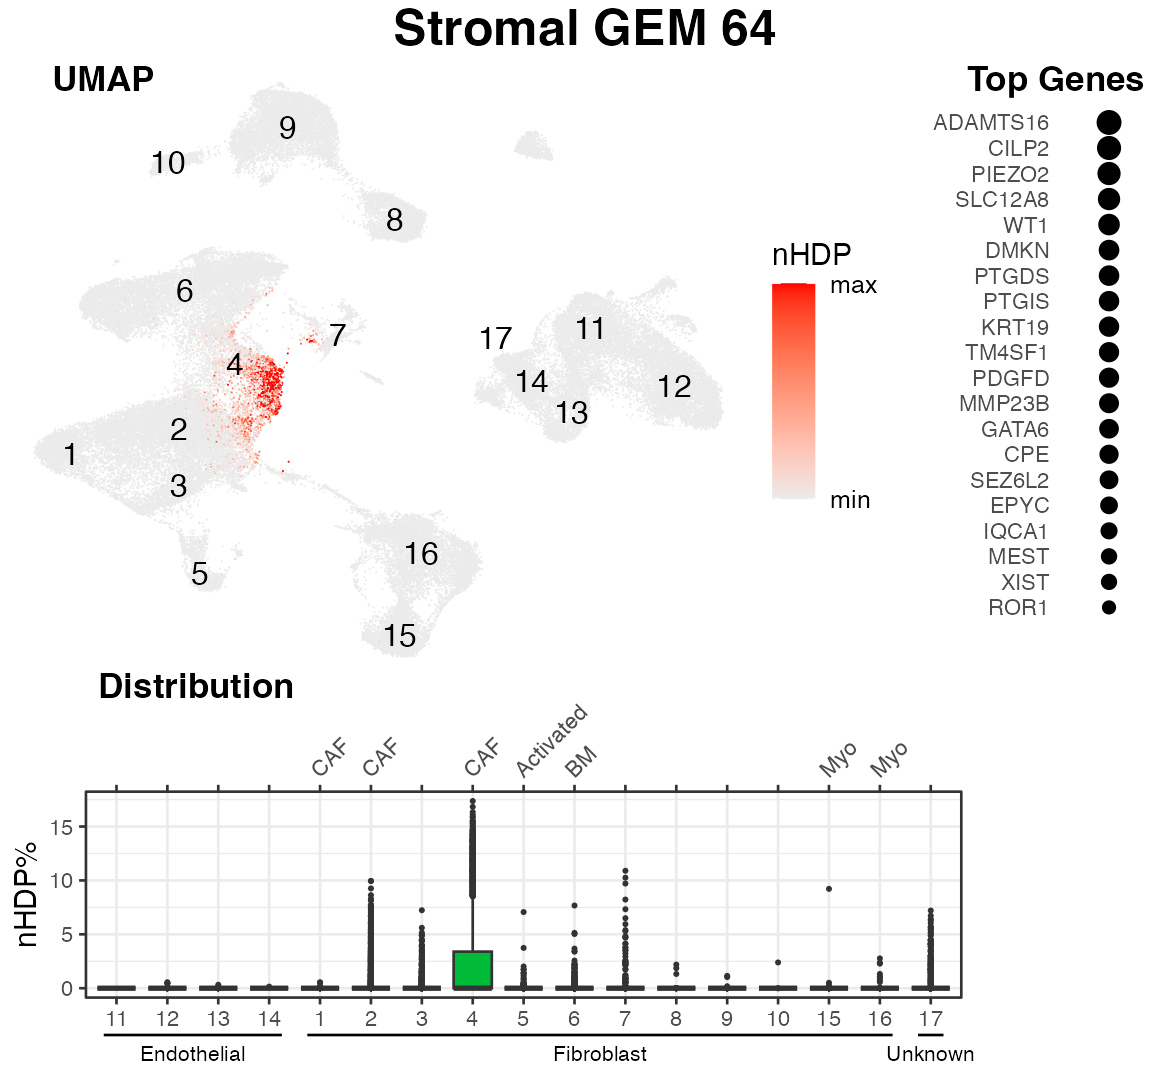 Stromal GEM 64
UMAP
Top Genes
9
10
8
6
7
4
2
1
3
5
16
15
17
11
14
12
13
nHDP
max
min
ADAMTS16
CILP2
PIEZO2
SLC12A8
WT1
DMKN
PTGDS
PTGIS
KRT19
TM4SF1
PDGFD
MMP23B
GATA6
CPE
SEZ6L2
EPYC
IQCA1
MEST
XIST
ROR1
Distribution
CAF CAF CAF Activated BM Myo Myo
nHDP%
15
10
5
0
11 12 13 14 1 2 3 4 5 6 7 8 9 10 15 16 17
Endothelial Fibroblast Unknown